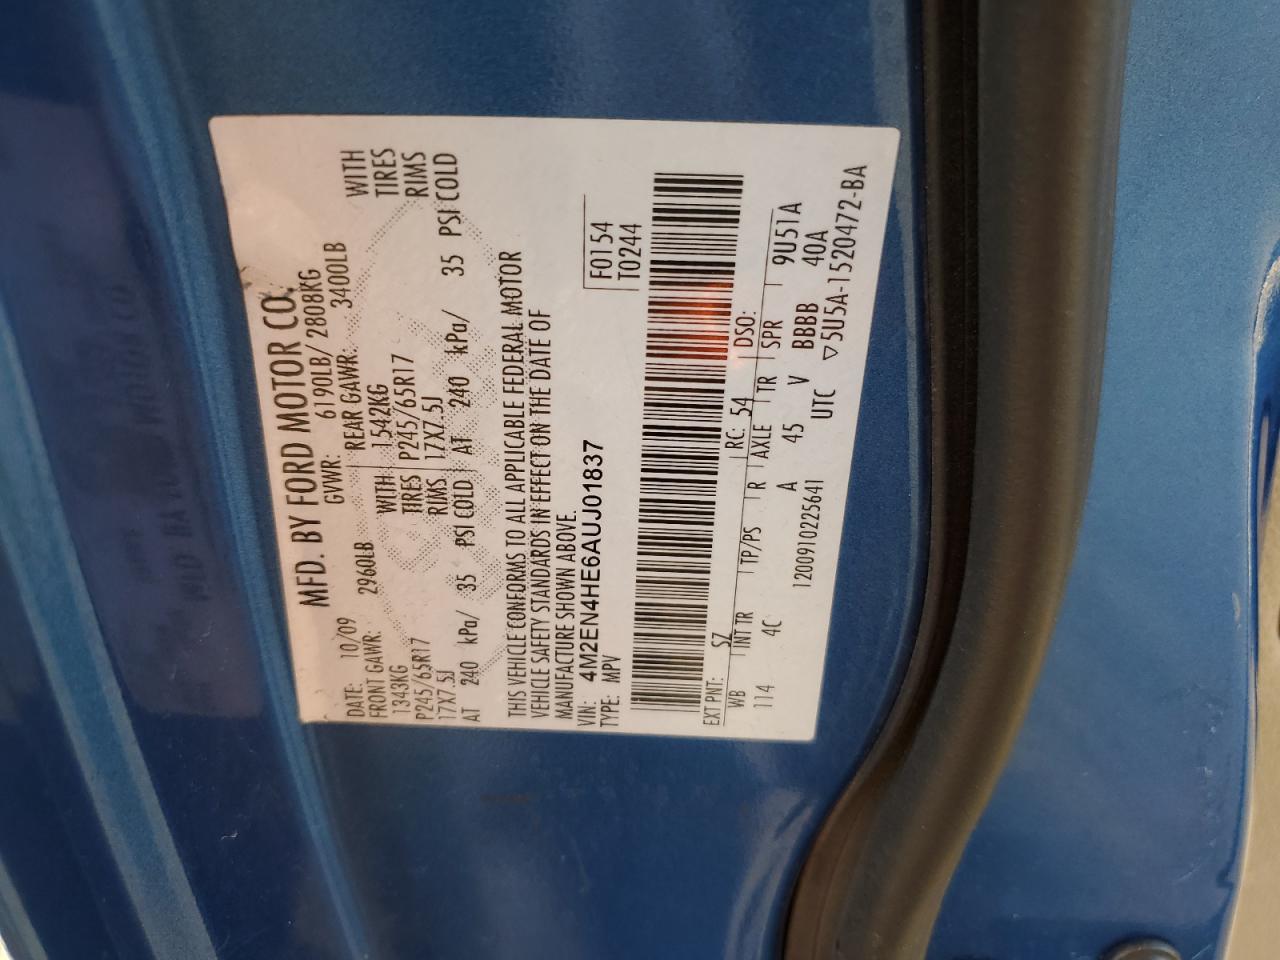 MFD. BY FORD MOTOR CO.
DATE: 10/09 GVWR: 6190LB/ 2808KG
FRONT GAWR: 2960LB REAR GAWR: 3400LB
1343KG WITH 1542KG WITH
P245/65R17 TIRES P245/65R17 TIRES
17X7.5J RIMS 17X7.5J RIMS
AT 240 kPa/ 35 PSI COLD AT 240 kPa/ 35 PSI COLD
THIS VEHICLE CONFORMS TO ALL APPLICABLE FEDERAL MOTOR
VEHICLE SAFETY STANDARDS IN EFFECT ON THE DATE OF
MANUFACTURE SHOWN ABOVE.
VIN: 4M2EN4HE6AUJ01837 F0154
TYPE: MPV T0244
EXT PNT: SZ RC: 54 DSO:
WB INT TR TP/PS R AXLE TR SPR 9U51A
114 4C A 45 V BBBB 40A
12009102225641 UTC ▽5U5A-1520472-BA